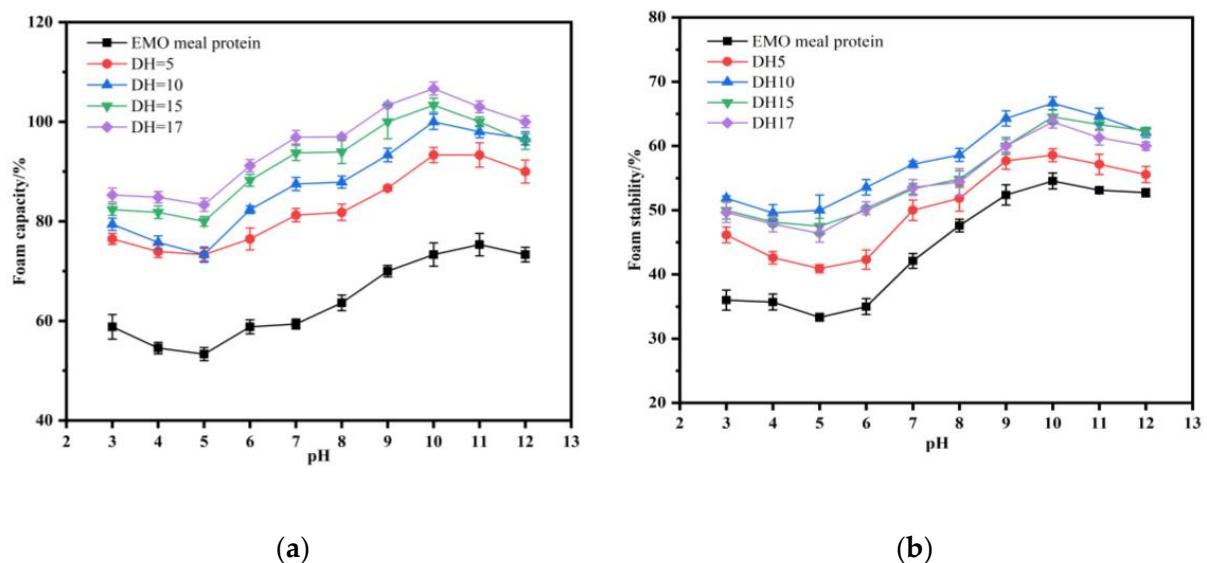 120
100
80
60
40
Foam capacity/%
EMO meal protein
DH=5
DH=10
DH=15
DH=17
2 3 4 5 6 7 8 9 10 11 12 13
pH
(a)
80
70
60
50
40
30
20
Foam stability/%
EMO meal protein
DH5
DH10
DH15
DH17
2 3 4 5 6 7 8 9 10 11 12 13
pH
(b)